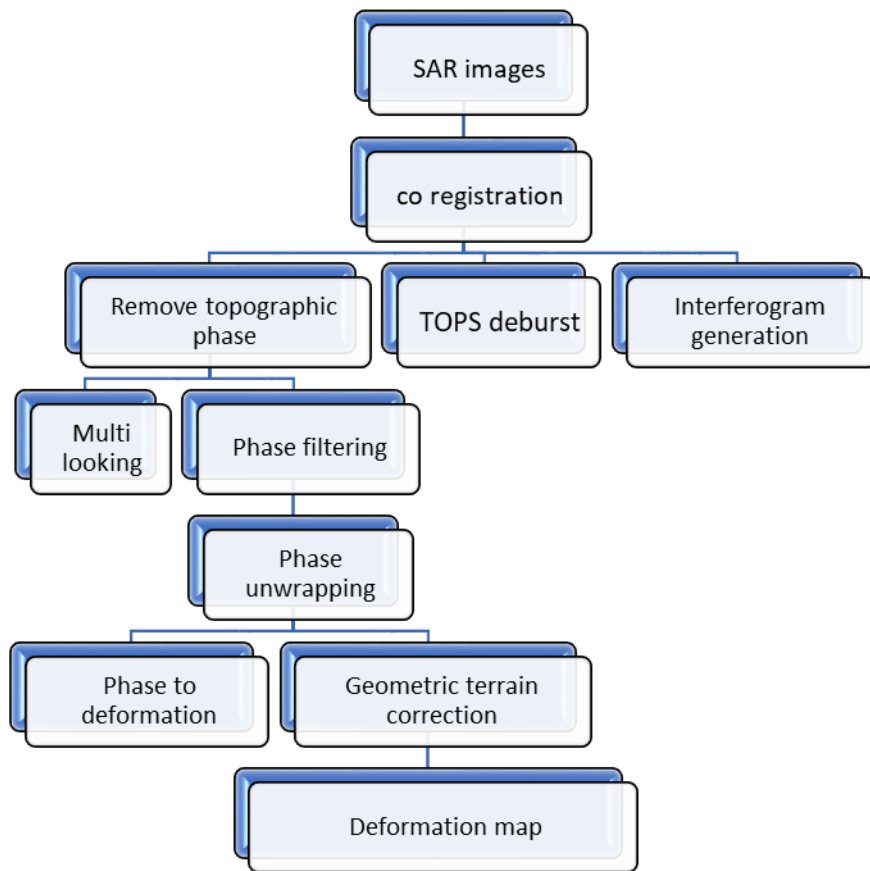 SAR images
co registration
Remove topographic
phase
TOPS deburst
Interferogram
generation
Multi
looking
Phase filtering
Phase
unwrapping
Phase to
deformation
Geometric terrain
correction
Deformation map